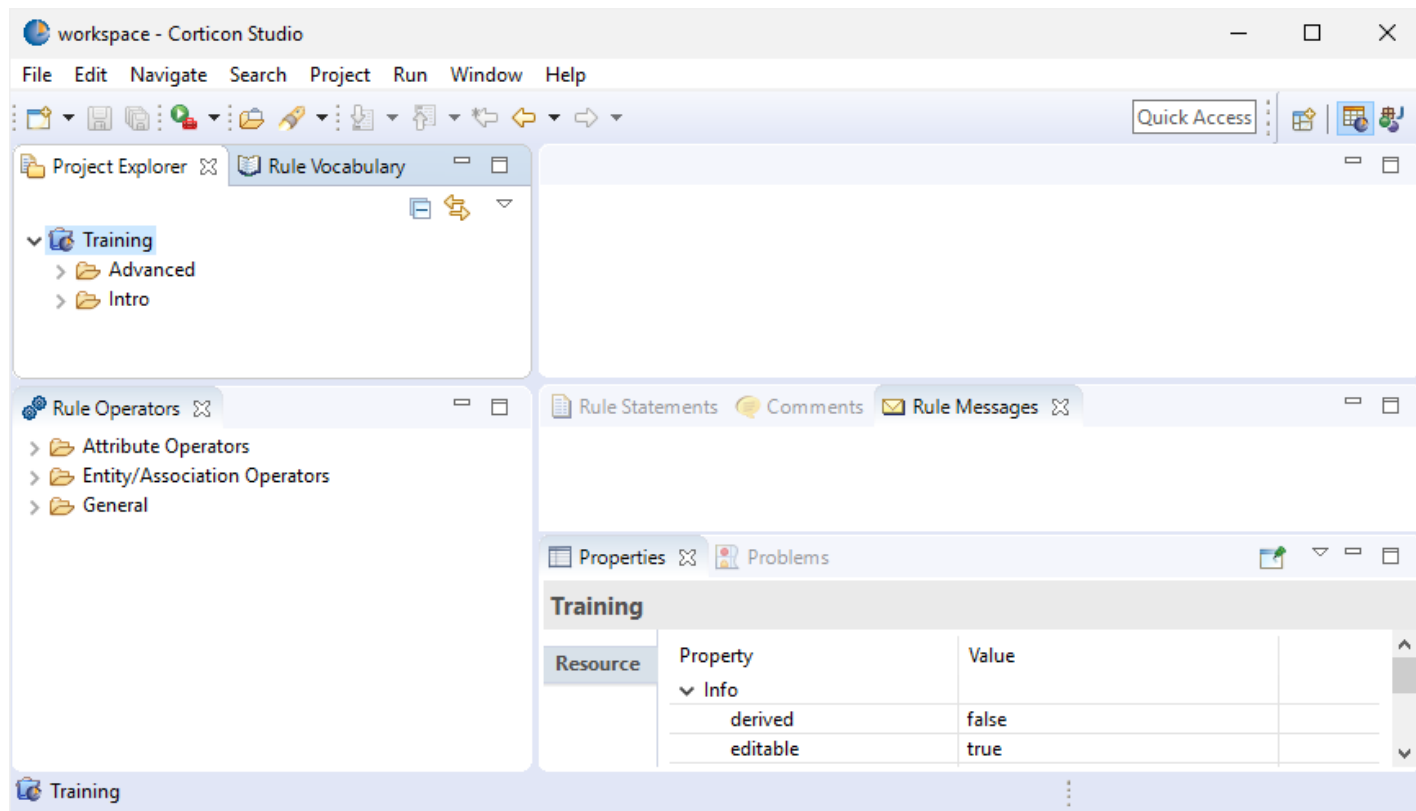 workspace - Corticon Studio
File Edit Navigate Search Project Run Window Help
Quick Access
Project Explorer Rule Vocabulary
Training
Advanced
Intro
Rule Operators
Attribute Operators
Entity/Association Operators
General
Rule Statements Comments Rule Messages
Properties Problems
Training
Resource
Property Value
Info
derived false
editable true
Training